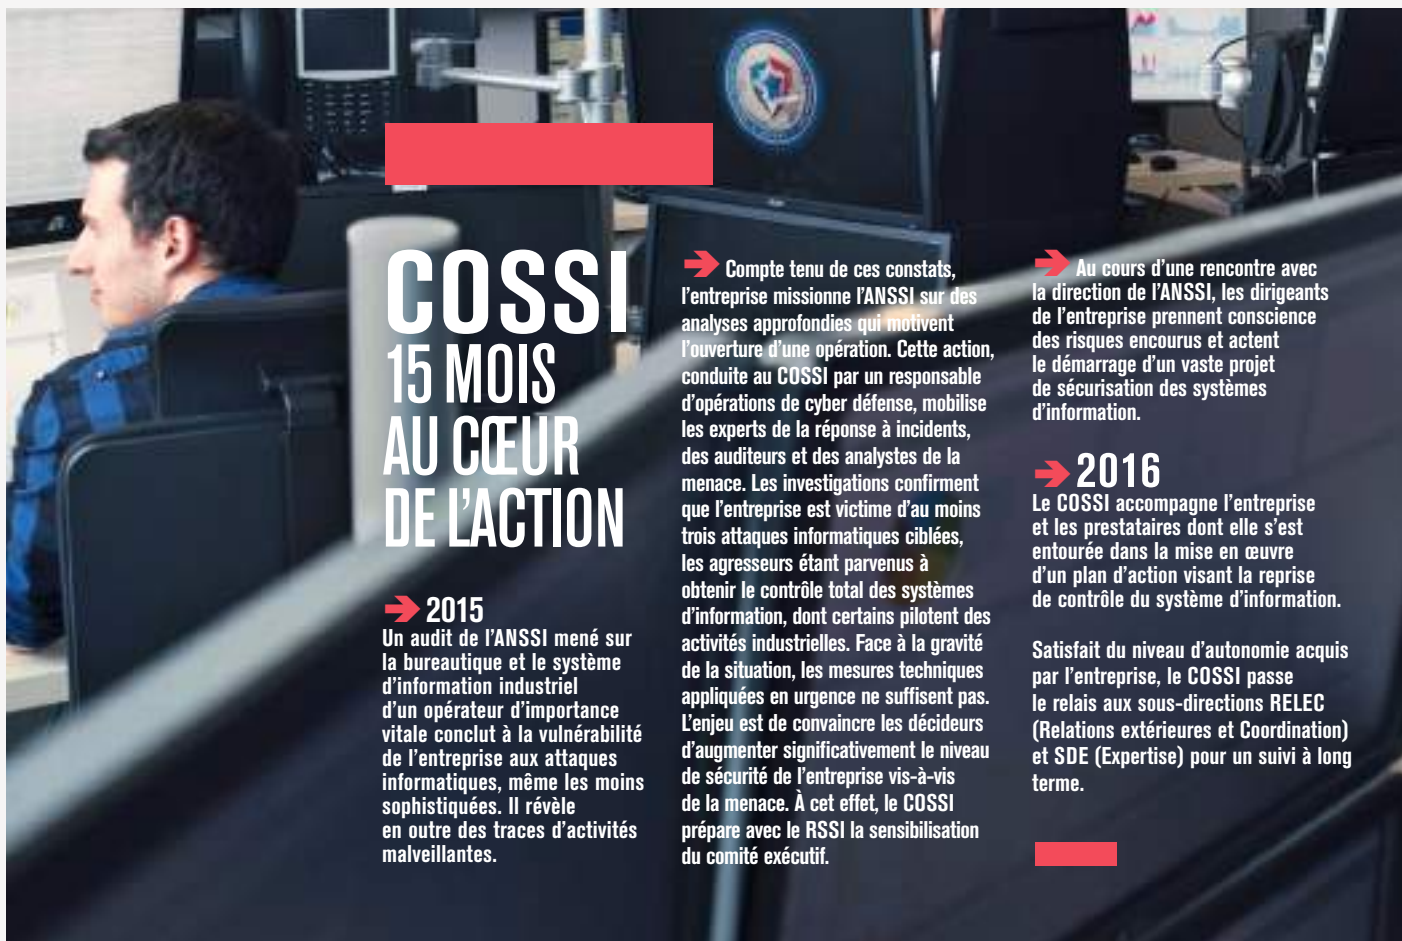 COSSI
15 MOIS
AU CŒUR
DE L'ACTION
2015
Un audit de l'ANSSI mené sur
la bureautique et le système
d'information industriel
d'un opérateur d'importance
vitale conclut à la vulnérabilité
de l'entreprise aux attaques
informatiques, même les moins
sophistiquées. Il révèle
en outre des traces d'activités
malveillantes.
Compte tenu de ces constats,
l'entreprise missionne l'ANSSI sur des
analyses approfondies qui motivent
l'ouverture d'une opération. Cette action,
conduite au COSSI par un responsable
d'opérations de cyber défense, mobilise
les experts de la réponse à incidents,
des auditeurs et des analystes de la
menace. Les investigations confirment
que l'entreprise est victime d'au moins
trois attaques informatiques ciblées,
les agresseurs étant parvenus à
obtenir le contrôle total des systèmes
d'information, dont certains pilotent des
activités industrielles. Face à la gravité
de la situation, les mesures techniques
appliquées en urgence ne suffisent pas.
L'enjeu est de convaincre les décideurs
d'augmenter significativement le niveau
de sécurité de l'entreprise vis-à-vis
de la menace. À cet effet, le COSSI
prépare avec le RSSI la sensibilisation
du comité exécutif.
Au cours d'une rencontre avec
la direction de l'ANSSI, les dirigeants
de l'entreprise prennent conscience
des risques encourus et actent
le démarrage d'un vaste projet
de sécurisation des systèmes
d'information.
2016
Le COSSI accompagne l'entreprise
et les prestataires dont elle s'est
entourée dans la mise en œuvre
d'un plan d'action visant la reprise
de contrôle du système d'information.
Satisfait du niveau d'autonomie acquis
par l'entreprise, le COSSI passe
le relais aux sous-directions RELEC
(Relations extérieures et Coordination)
et SDE (Expertise) pour un suivi à long
terme.